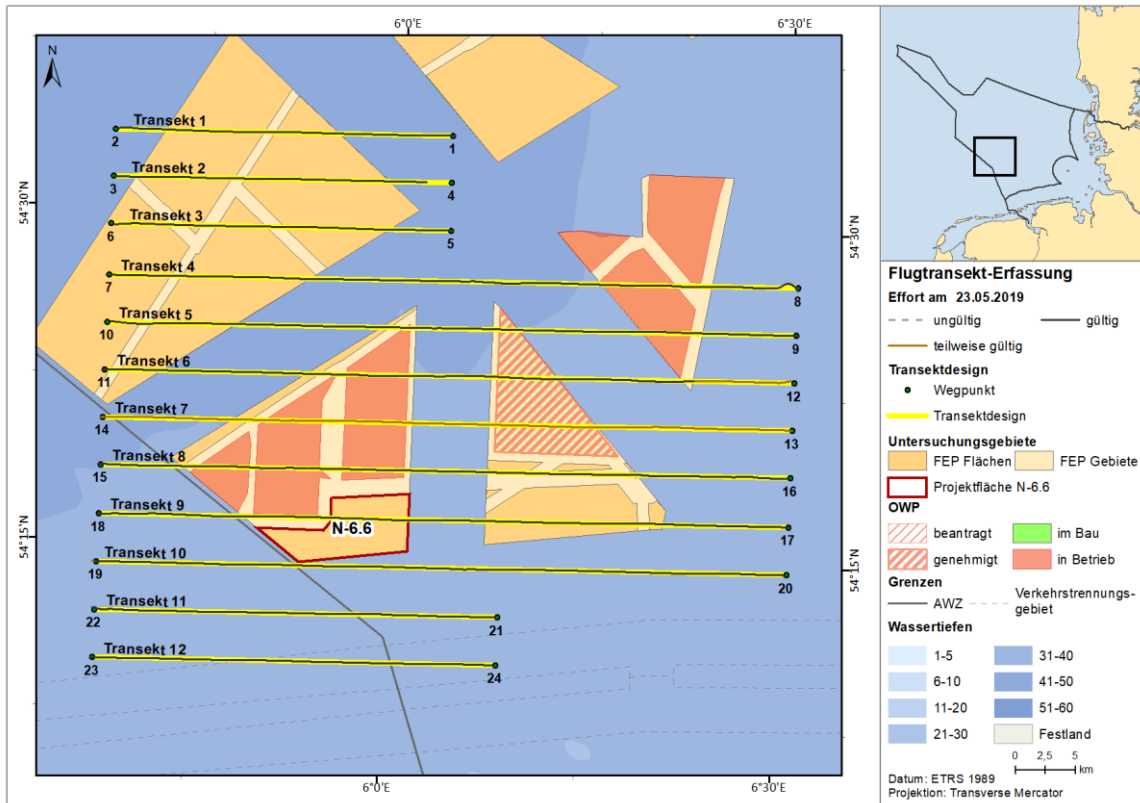 6°0'E
6°30'E
N
Transekt 1
2
1
Transekt 2
3
4
54°30'N
Transekt 3
6
5
54°30'N
Transekt 4
7
8
Transekt 5
10
9
Transekt 6
11
12
Transekt 7
14
13
Transekt 8
15
16
Transekt 9
18
N-6.6
17
54°15'N
Transekt 10
19
20
54°15'N
Transekt 11
22
21
Transekt 12
23
24
6°0'E
6°30'E
Flugtransekt-Erfassung
Effort am 23.05.2019
ungültig
gültig
teilweise gültig
Transektdesign
Wegpunkt
Transektdesign
Untersuchungsgebiete
FEP Flächen
FEP Gebiete
Projektfläche N-6.6
OWP
beantragt
im Bau
genehmigt
in Betrieb
Grenzen
AWZ
Verkehrstrennungs-
gebiet
Wassertiefen
1-5
31-40
6-10
41-50
11-20
51-60
21-30
Festland
0 2,5 5
km
Datum: ETRS 1989
Projektion: Transverse Mercator